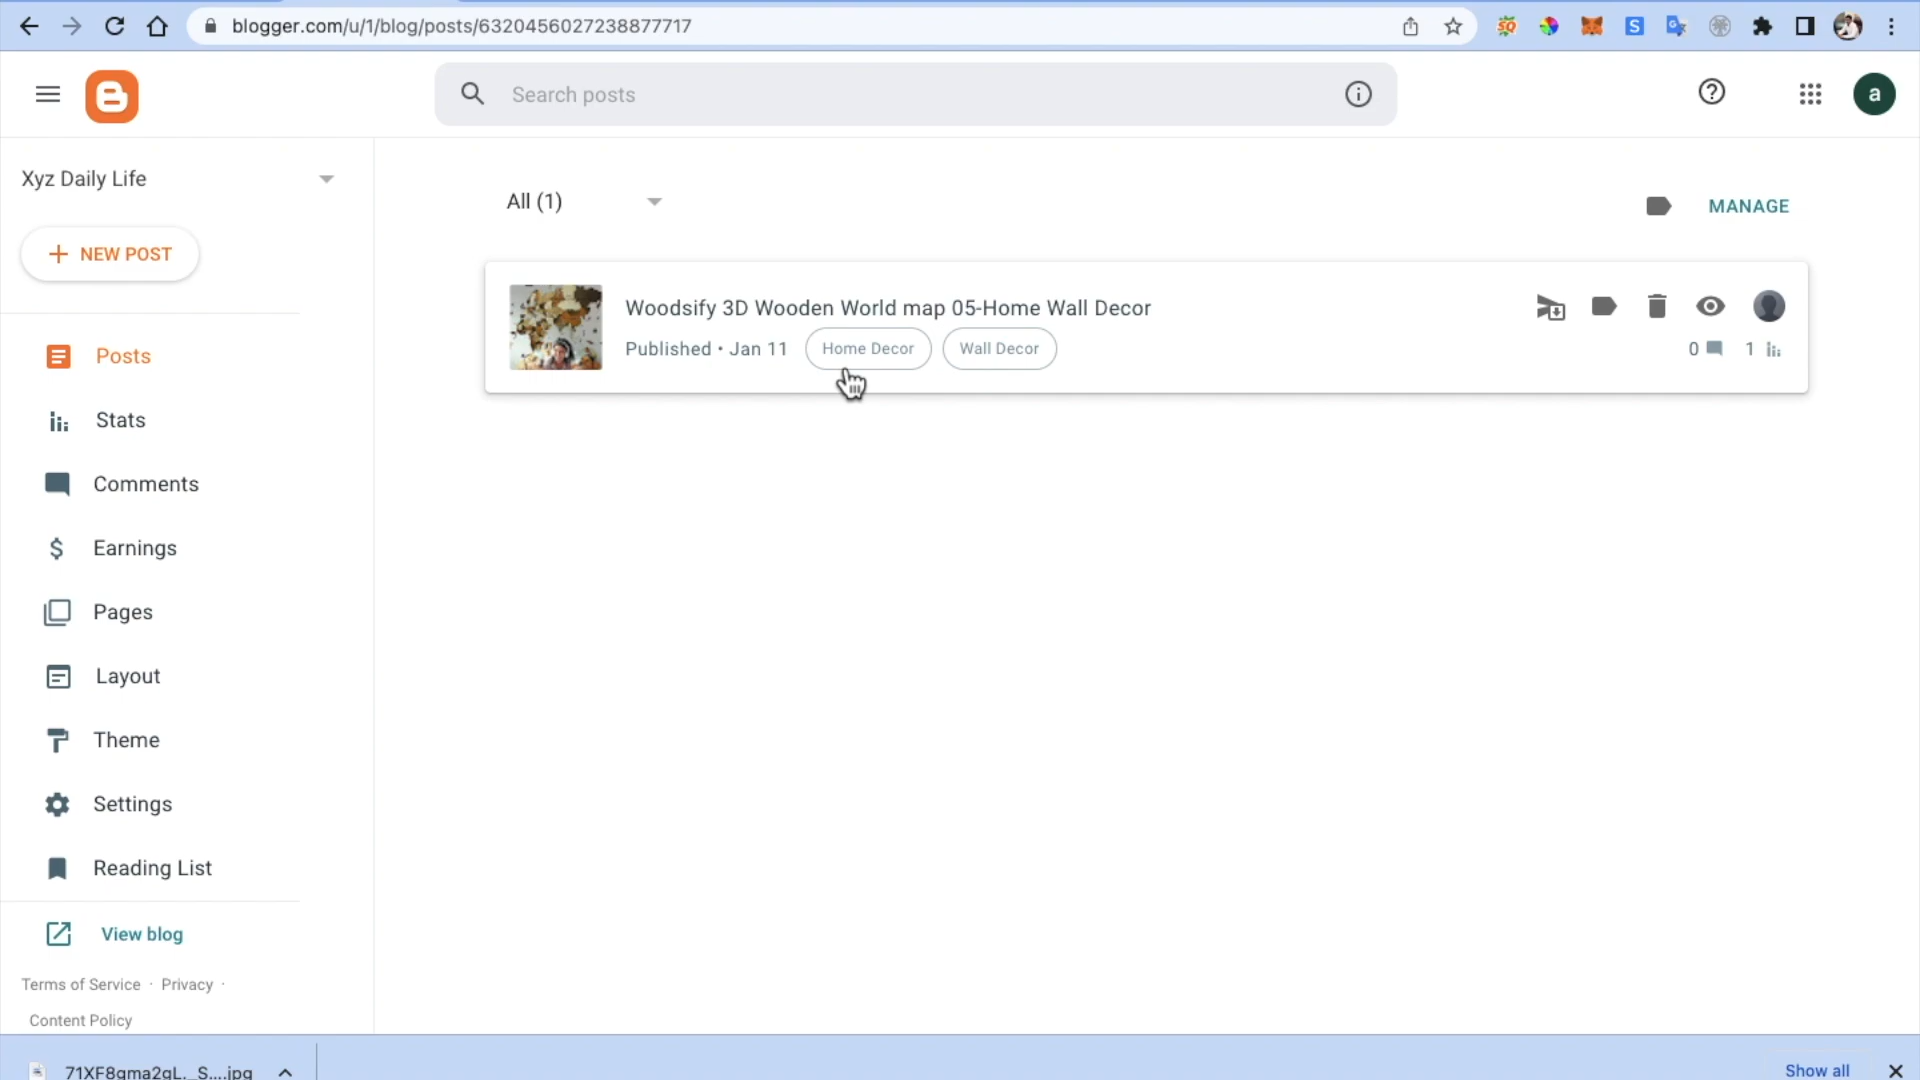 blogger.com/u/1/blog/posts/6320456027238877717
Search posts
a
Xyz Daily Life
All (1)
MANAGE
NEW POST
Woodsify 3D Wooden World map 05-Home Wall Decor
Published • Jan 11 Home Decor Wall Decor
0 1
Posts
Stats
Comments
Earnings
Pages
Layout
Theme
Settings
Reading List
View blog
Terms of Service · Privacy ·
Content Policy
71XF8gma2gL._S....jpg
Show all